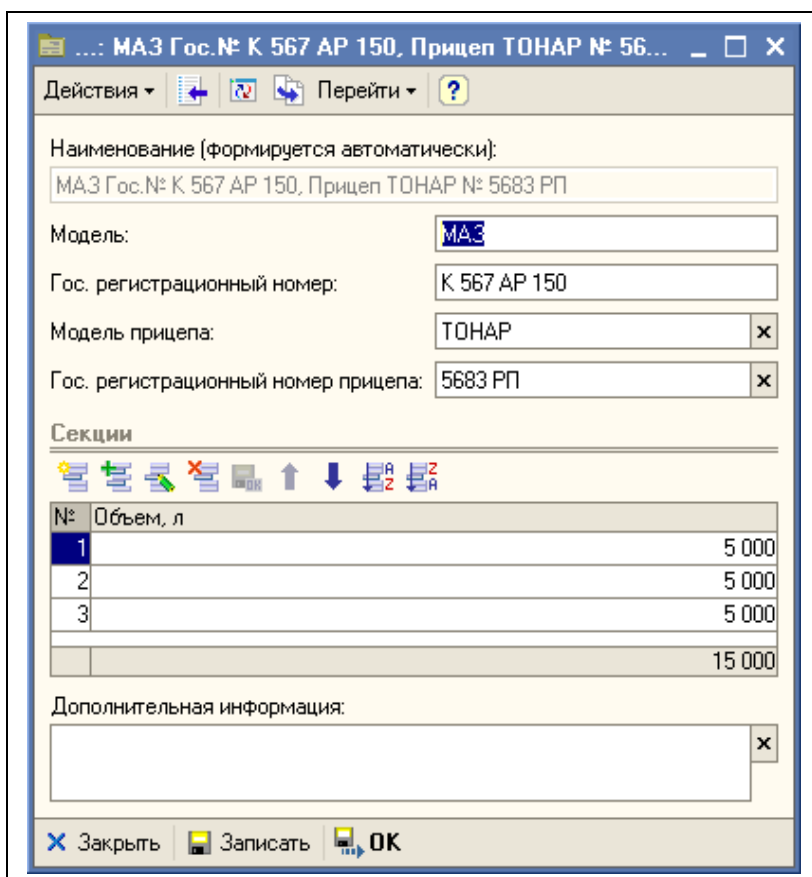 ...: МАЗ Гос.№ К 567 АР 150, Прицеп ТОНАР № 56...
Действия Перейти ?
Наименование (формируется автоматически):
МАЗ Гос.№ К 567 АР 150, Прицеп ТОНАР № 5683 РП
Модель: МАЗ
Гос. регистрационный номер: К 567 АР 150
Модель прицепа: ТОНАР
Гос. регистрационный номер прицепа: 5683 РП
Секции
№ Объем, л
1 5 000
2 5 000
3 5 000
15 000
Дополнительная информация:
Закрыть Записать OK